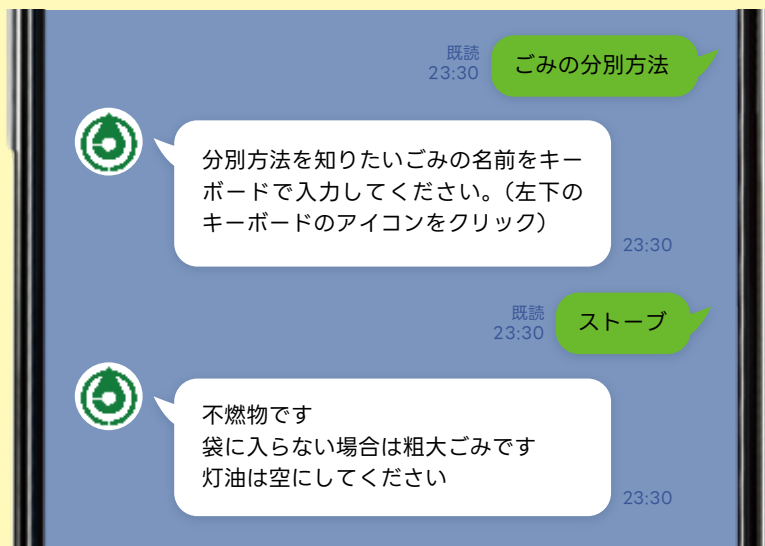 既読
23:30
ごみの分別方法
分別方法を知りたいごみの名前をキー
ボードで入力してください。（左下の
キーボードのアイコンをクリック）
23:30
既読
23:30
ストーブ
不燃物です
袋に入らない場合は粗大ごみです
灯油は空にしてください
23:30